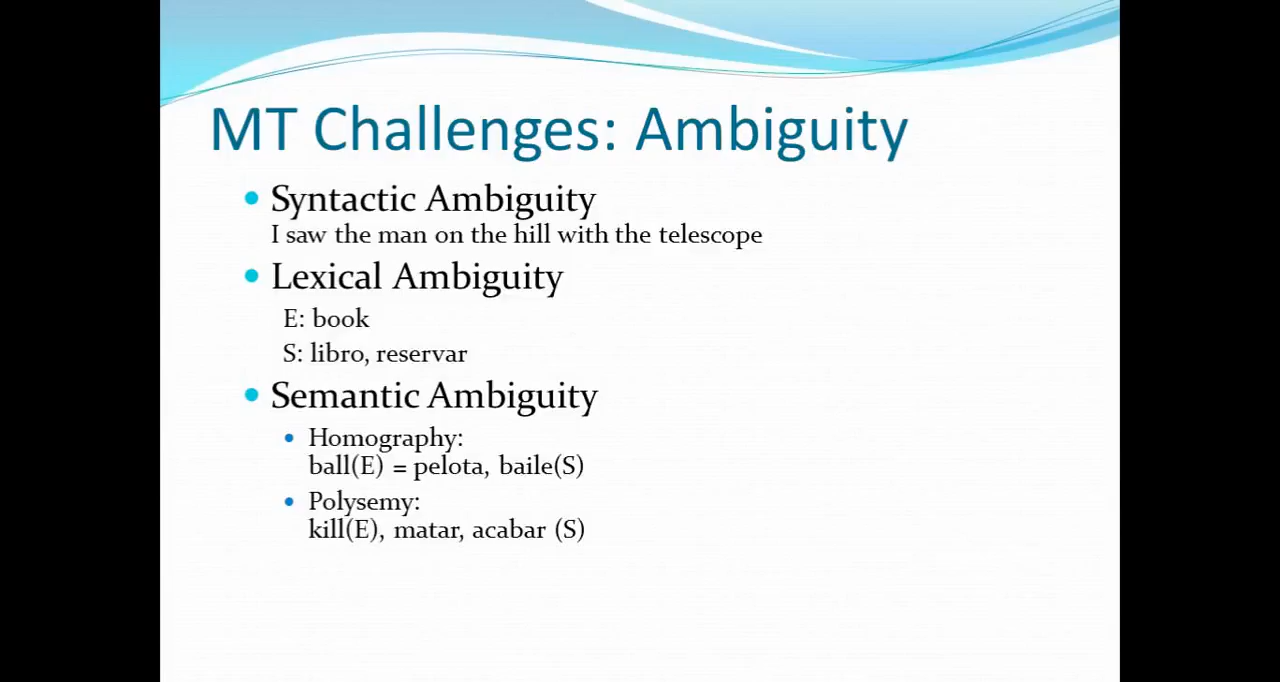 MT Challenges: Ambiguity
Syntactic Ambiguity
I saw the man on the hill with the telescope
Lexical Ambiguity
E: book
S: libro, reservar
Semantic Ambiguity
Homography:
ball(E) = pelota, baile(S)
Polysemy:
kill(E), matar, acabar (S)